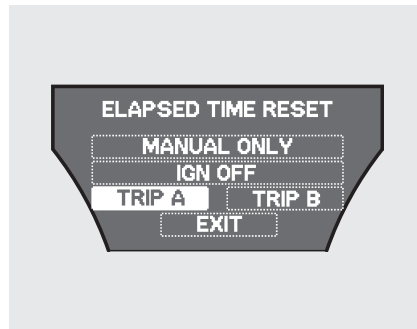 ELAPSED TIME RESET
MANUAL ONLY
IGN OFF
TRIP A TRIP B
EXIT